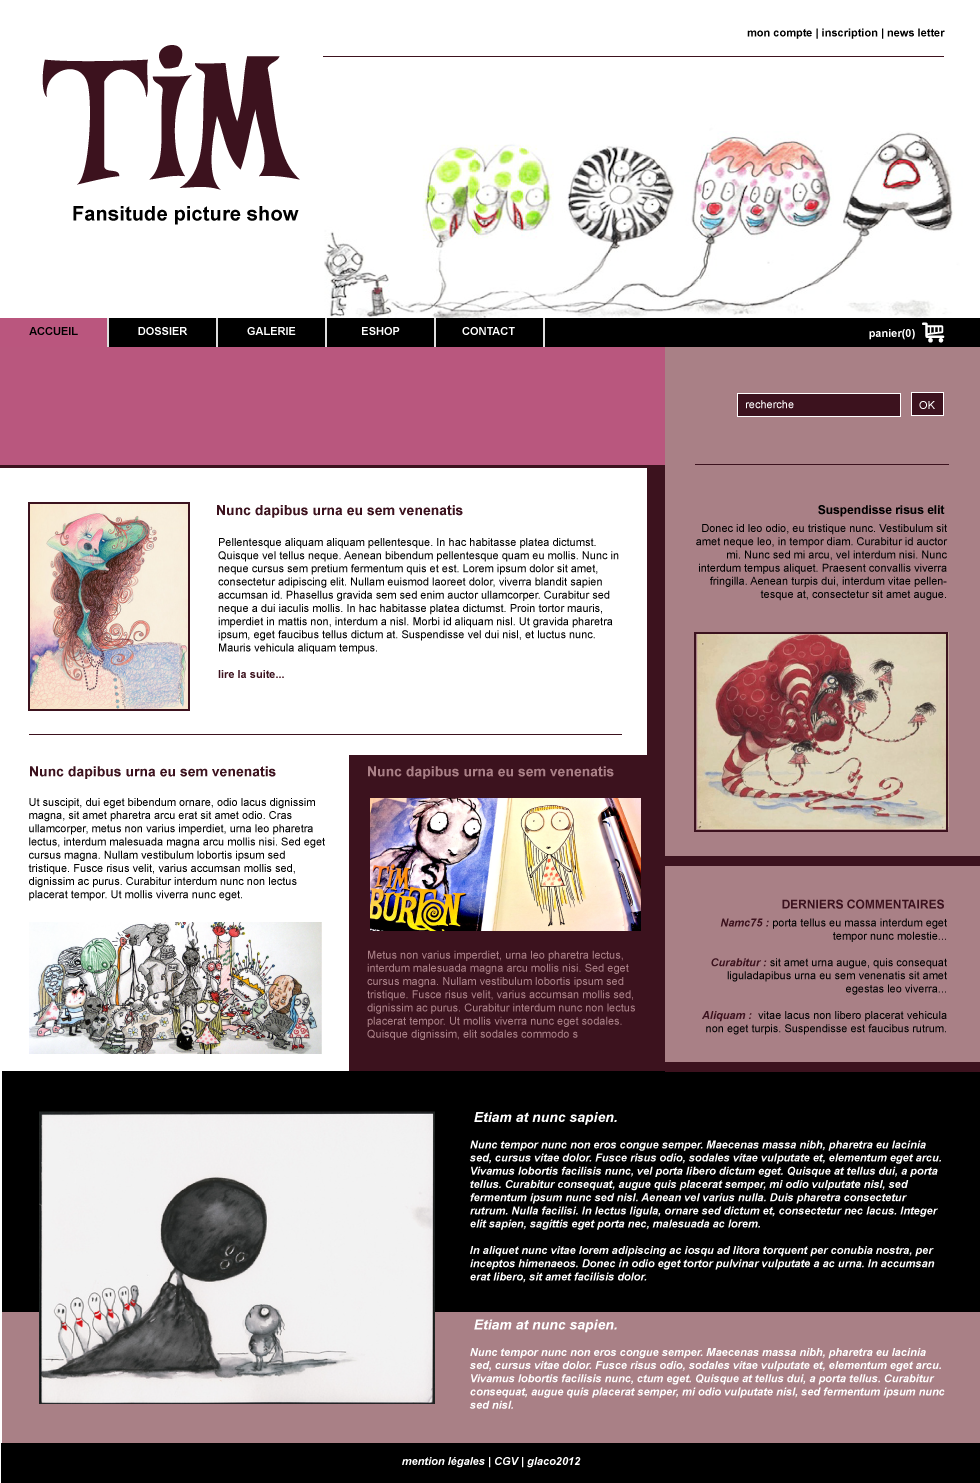 mon compte | inscription | news letter
TiM
Fansitude picture show
MOMA
ACCUEIL
DOSSIER
GALERIE
ESHOP
CONTACT
panier(0)
recherche
OK
Nunc dapibus urna eu sem venenatis
Pellentesque aliquam aliquam pellentesque. In hac habitasse platea dictumst.
Quisque vel tellus neque. Aenean bibendum pellentesque quam eu mollis. Nunc in
neque cursus sem pretium fermentum quis et est. Lorem ipsum dolor sit amet,
consectetur adipiscing elit. Nullam euismod laoreet dolor, viverra blandit sapien
accumsan id. Phasellus gravida sem sed enim auctor ullamcorper. Curabitur sed
neque a dui iaculis mollis. In hac habitasse platea dictumst. Proin tortor mauris,
imperdiet in mattis non, interdum a nisl. Morbi id aliquam nisl. Ut gravida pharetra
ipsum, eget faucibus tellus dictum at. Suspendisse vel dui nisl, et luctus nunc.
Mauris vehicula aliquam tempus.
lire la suite...
Suspendisse risus elit
Donec id leo odio, eu tristique nunc. Vestibulum sit
amet neque leo, in tempor diam. Curabitur id auctor
mi. Nunc sed mi arcu, vel interdum nisi. Nunc
interdum tempus aliquet. Praesent convallis viverra
fringilla. Aenean turpis dui, interdum vitae pellen-
tesque at, consectetur sit amet augue.
Nunc dapibus urna eu sem venenatis
Ut suscipit, dui eget bibendum ornare, odio lacus dignissim
magna, sit amet pharetra arcu erat sit amet odio. Cras
ullamcorper, metus non varius imperdiet, urna leo pharetra
lectus, interdum malesuada magna arcu mollis nisi. Sed eget
cursus magna. Nullam vestibulum lobortis ipsum sed
tristique. Fusce risus velit, varius accumsan mollis sed,
dignissim ac purus. Curabitur interdum nunc non lectus
placerat tempor. Ut mollis viverra nunc eget.
Nunc dapibus urna eu sem venenatis
TIM
BURTON
Metus non varius imperdiet, urna leo pharetra lectus,
interdum malesuada magna arcu mollis nisi. Sed eget
cursus magna. Nullam vestibulum lobortis ipsum sed
tristique. Fusce risus velit, varius accumsan mollis sed,
dignissim ac purus. Curabitur interdum nunc non lectus
placerat tempor. Ut mollis viverra nunc eget sodales.
Quisque dignissim, elit sodales commodo s
DERNIERS COMMENTAIRES
Namc75 : porta tellus eu massa interdum eget
tempor nunc molestie...
Curabitur : sit amet urna augue, quis consequat
liguladapibus urna eu sem venenatis sit amet
egestas leo viverra...
Aliquam : vitae lacus non libero placerat vehicula
non eget turpis. Suspendisse est faucibus rutrum.
Etiam at nunc sapien.
Nunc tempor nunc non eros congue semper. Maecenas massa nibh, pharetra eu lacinia
sed, cursus vitae dolor. Fusce risus odio, sodales vitae vulputate et, elementum eget arcu.
Vivamus lobortis facilisis nunc, vel porta libero dictum eget. Quisque at tellus dui, a porta
tellus. Curabitur consequat, augue quis placerat semper, mi odio vulputate nisl, sed
fermentum ipsum nunc sed nisl. Aenean vel varius nulla. Duis pharetra consectetur
rutrum. Nulla facilisi. In lectus ligula, ornare sed dictum et, consectetur nec lacus. Integer
elit sapien, sagittis eget porta nec, malesuada ac lorem.
In aliquet nunc vitae lorem adipiscing ac iosqu ad litora torquent per conubia nostra, per
inceptos himenaeos. Donec in odio eget tortor pulvinar vulputate a ac urna. In accumsan
erat libero, sit amet facilisis dolor.
Etiam at nunc sapien.
Nunc tempor nunc non eros congue semper. Maecenas massa nibh, pharetra eu lacinia
sed, cursus vitae dolor. Fusce risus odio, sodales vitae vulputate et, elementum eget arcu.
Vivamus lobortis facilisis nunc, ctum eget. Quisque at tellus dui, a porta tellus. Curabitur
consequat, augue quis placerat semper, mi odio vulputate nisl, sed fermentum ipsum nunc
sed nisl.
mention légales | CGV | glaco2012